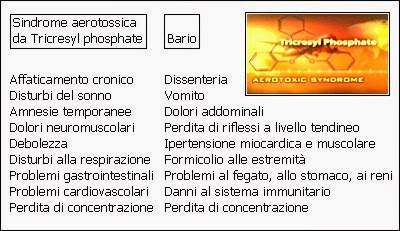 Sindrome aerotossica
da Tricresyl phosphate
Bario
Tricresyl Phosphate
AEROTOXIC SYNDROME
Affaticamento cronico
Disturbi del sonno
Amnesie temporanee
Dolori neuromuscolari
Debolezza
Disturbi alla respirazione
Problemi gastrointestinali
Problemi cardiovascolari
Perdita di concentrazione
Dissenteria
Vomito
Dolori addominali
Perdita di riflessi a livello tendineo
Ipertensione miocardica e muscolare
Formicolio alle estremità
Problemi al fegato, allo stomaco, ai reni
Danni al sistema immunitario
Perdita di concentrazione